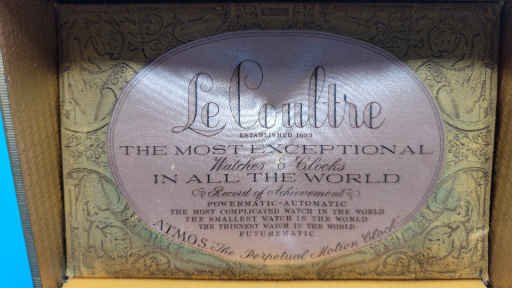 Le Coultre
ESTABLISHED 1833
THE MOST EXCEPTIONAL
Watches & Clocks
IN ALL THE WORLD
Record of Achievement
POWERMATIC-AUTOMATIC
THE MOST COMPLICATED WATCH IN THE WORLD
THE SMALLEST WATCH IN THE WORLD
THE THINNEST WATCH IN THE WORLD
FUTUREMATIC
ATMOS-The Perpetual Motion Clock